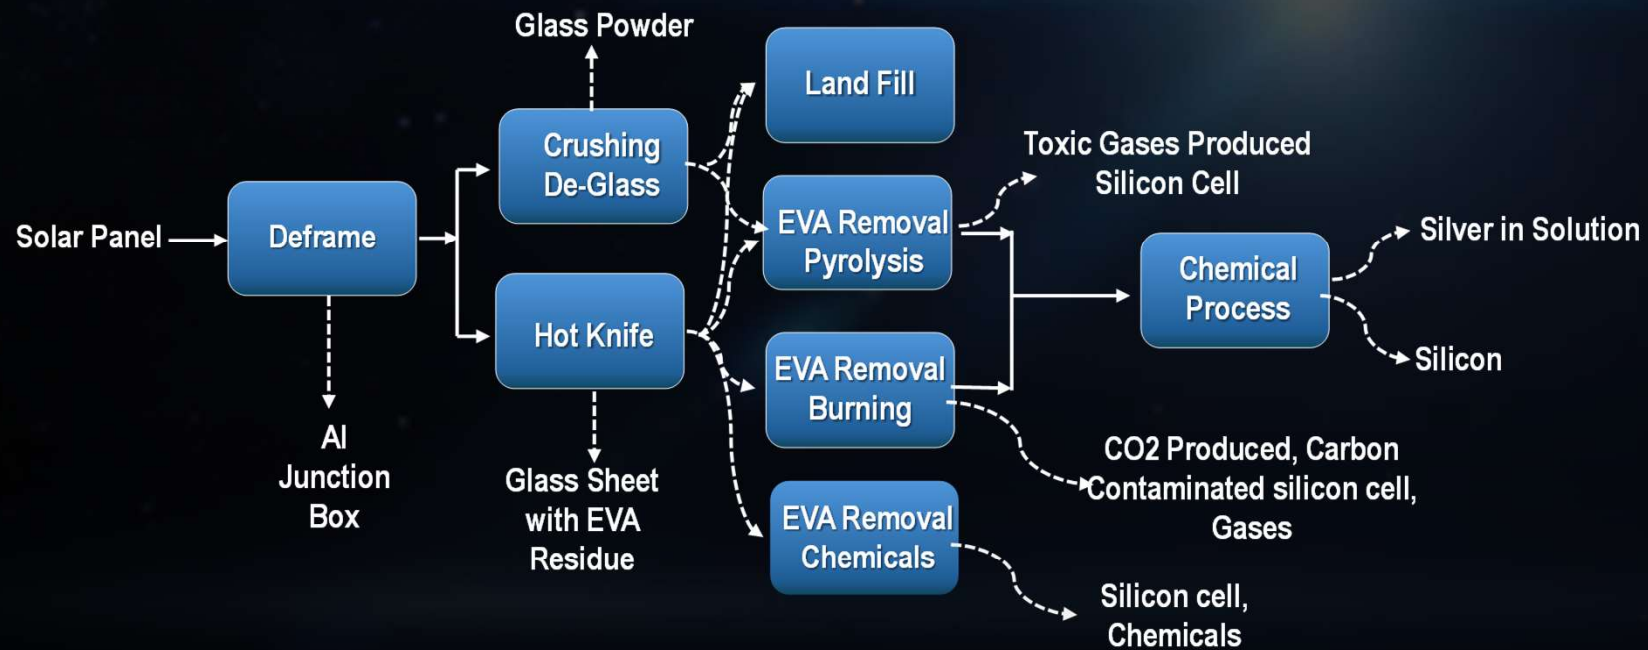 Solar Panel
Deframe
Al
Junction
Box
Glass Powder
Crushing
De-Glass
Hot Knife
Glass Sheet
with EVA
Residue
Land Fill
EVA Removal
Pyrolysis
EVA Removal
Burning
EVA Removal
Chemicals
Toxic Gases Produced
Silicon Cell
CO2 Produced, Carbon
Contaminated silicon cell,
Gases
Silicon cell,
Chemicals
Chemical
Process
Silver in Solution
Silicon